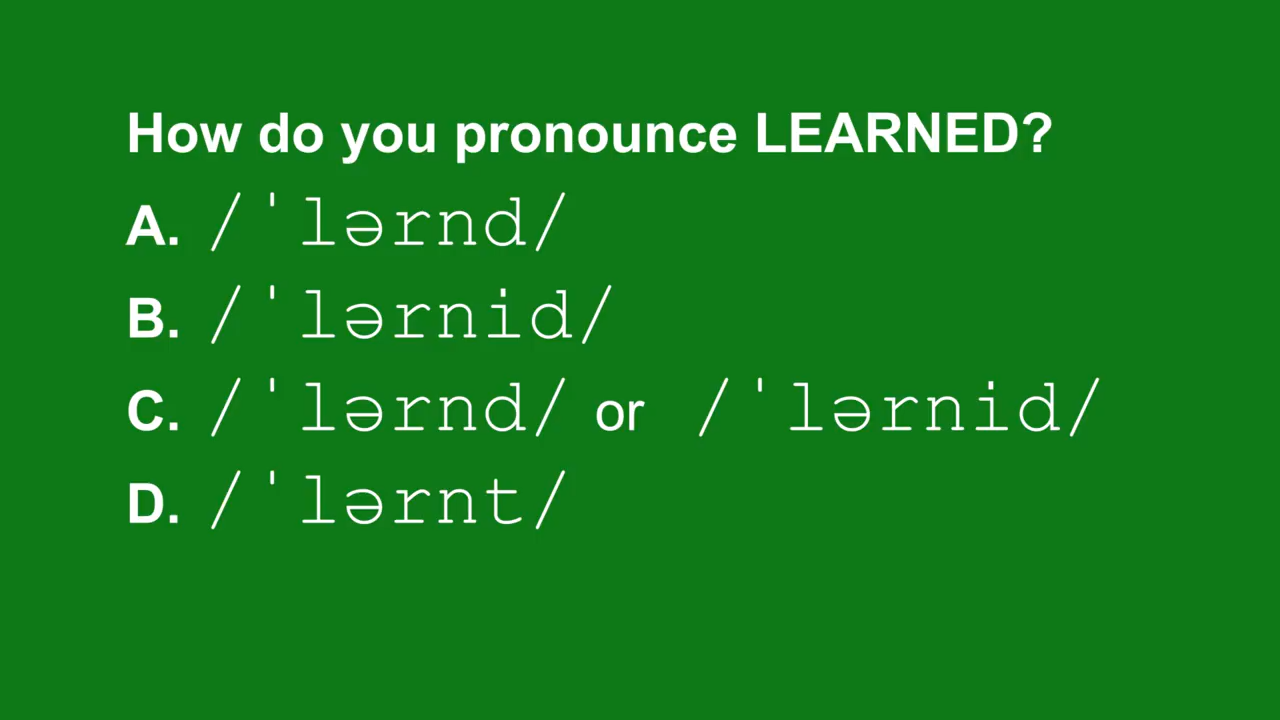 How do you pronounce LEARNED?
A. /ˈlərnd/
B. /ˈlərnid/
C. /ˈlərnd/ or /ˈlərnid/
D. /ˈlərnt/